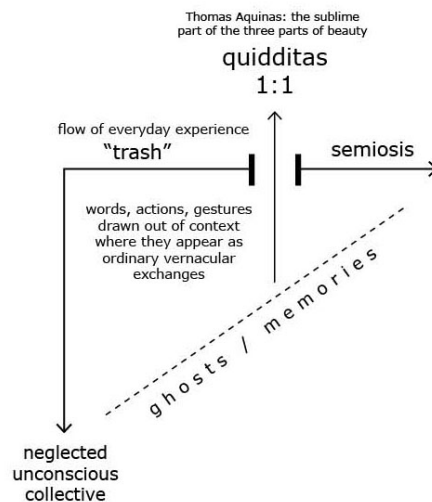 Thomas Aquinas: the sublime
part of the three parts of beauty
quidditas
1:1
flow of everyday experience
“trash”
semiosis
words, actions, gestures
drawn out of context
where they appear as
ordinary vernacular
exchanges
ghosts / memories
neglected
unconscious
collective